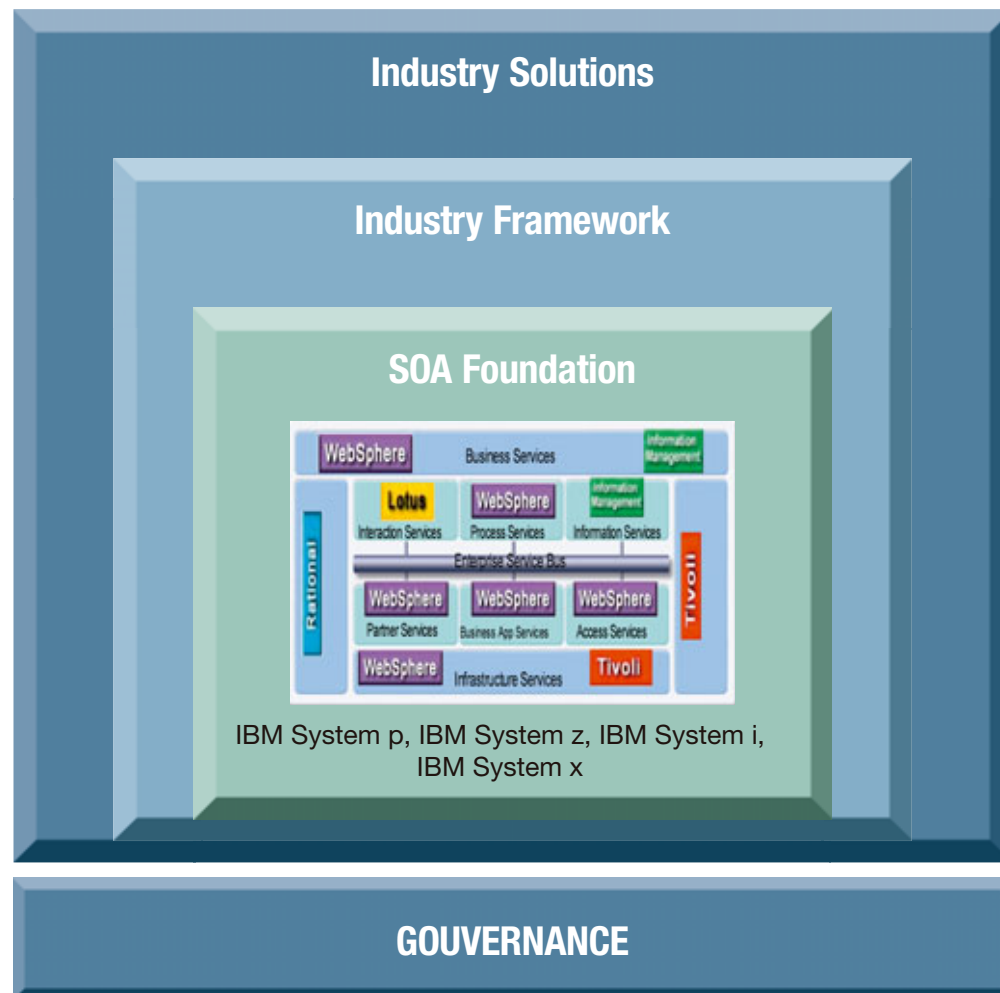 Industry Solutions
Industry Framework
SOA Foundation
WebSphere
Business Services
Information
Management
Rational
Lotus
Interaction Services
WebSphere
Process Services
Information
Management
Information Services
Enterprise Service Bus
WebSphere
Partner Services
WebSphere
Business App Services
WebSphere
Access Services
WebSphere
Infrastructure Services
Tivoli
Tivoli
IBM System p, IBM System z, IBM System i,
IBM System x
GOUVERNANCE